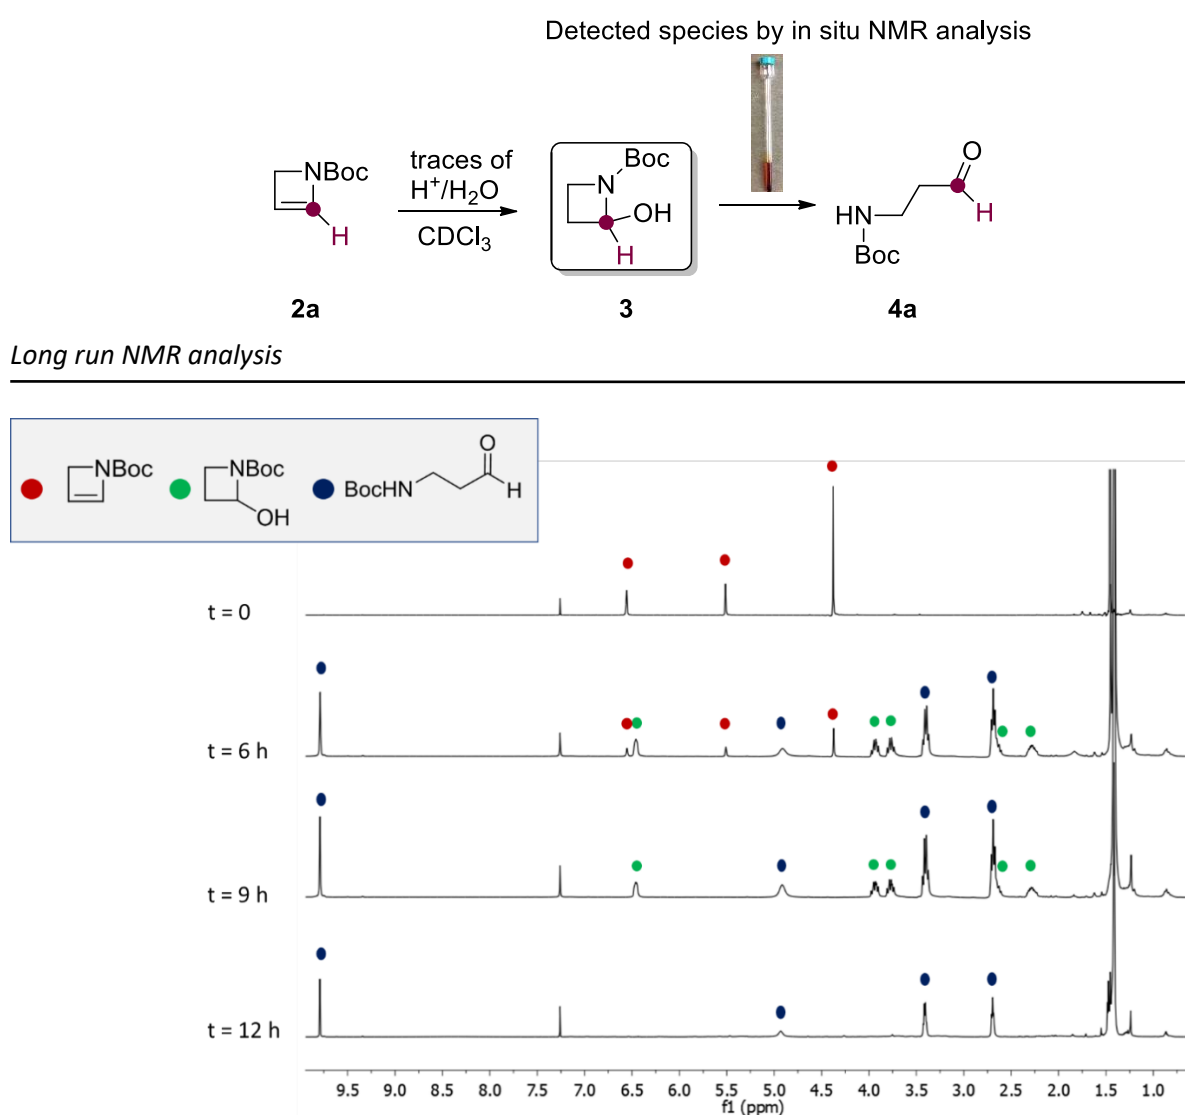 Detected species by in situ NMR analysis
NBoc
H
traces of
H⁺/H₂O
CDCl₃
Boc
N
OH
H
O
H
HN
Boc
2a
3
4a
Long run NMR analysis
NBoc
NBoc
OH
O
BocHN
H
t = 0
t = 6 h
t = 9 h
t = 12 h
9.5 9.0 8.5 8.0 7.5 7.0 6.5 6.0 5.5 5.0 4.5 4.0 3.5 3.0 2.5 2.0 1.5 1.0
f1 (ppm)